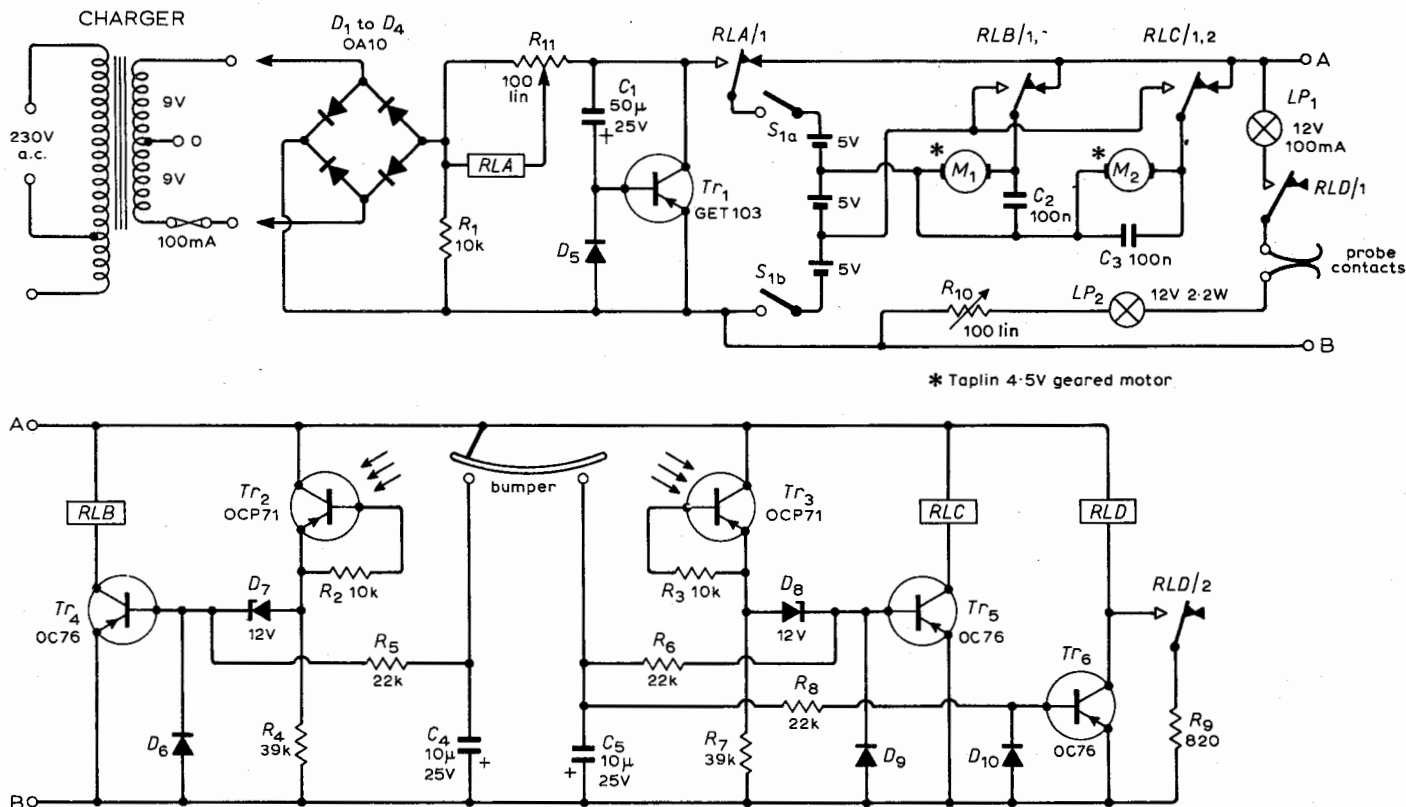 CHARGER
D1 to D4
OA10
R11
100
lin
RLA/1
RLB/1,-
RLC/1,2
A
9V
O
9V
230V
a.c.
100mA
RLA
R1
10k
C1
50μ
25V
+
D5
Tr1
GET103
S1a
5V
5V
5V
S1b
* M1
C2
100n
* M2
C3 100n
LP1
12V
100mA
RLD/1
probe
contacts
R10
100 lin
LP2
12V 2·2W
B
* Taplin 4·5V geared motor
A
RLB
Tr2
OCP71
bumper
Tr3
OCP71
RLC
RLD
Tr4
OC76
D7
12V
R2 10k
R5
22k
R3 10k
D8
12V
R6
22k
Tr5
OC76
RLD/2
R8
22k
Tr6
OC76
D6
R4
39k
C4
10μ
25V
+
C5
10μ
25V
+
R7
39k
D9
D10
R9
820
B